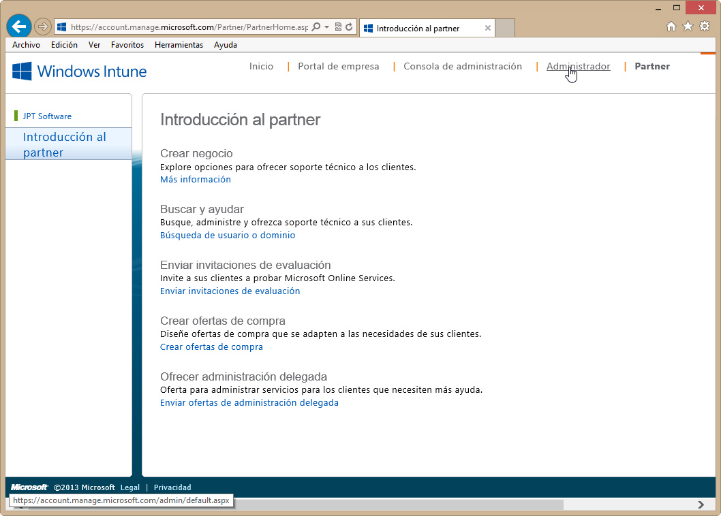 https://account.manage.microsoft.com/Partner/PartnerHome.asp
Introducción al partner
Archivo Edición Ver Favoritos Herramientas Ayuda
Windows Intune
Inicio | Portal de empresa | Consola de administración | Administrador | Partner
JPT Software
Introducción al
partner
Introducción al partner
Crear negocio
Explore opciones para ofrecer soporte técnico a los clientes.
Más información
Buscar y ayudar
Busque, administre y ofrezca soporte técnico a sus clientes.
Búsqueda de usuario o dominio
Enviar invitaciones de evaluación
Invite a sus clientes a probar Microsoft Online Services.
Enviar invitaciones de evaluación
Crear ofertas de compra
Diseñe ofertas de compra que se adapten a las necesidades de sus clientes.
Crear ofertas de compra
Ofrecer administración delegada
Oferta para administrar servicios para los clientes que necesiten más ayuda.
Enviar ofertas de administración delegada
Microsoft ©2013 Microsoft Legal | Privacidad
https://account.manage.microsoft.com/admin/default.aspx